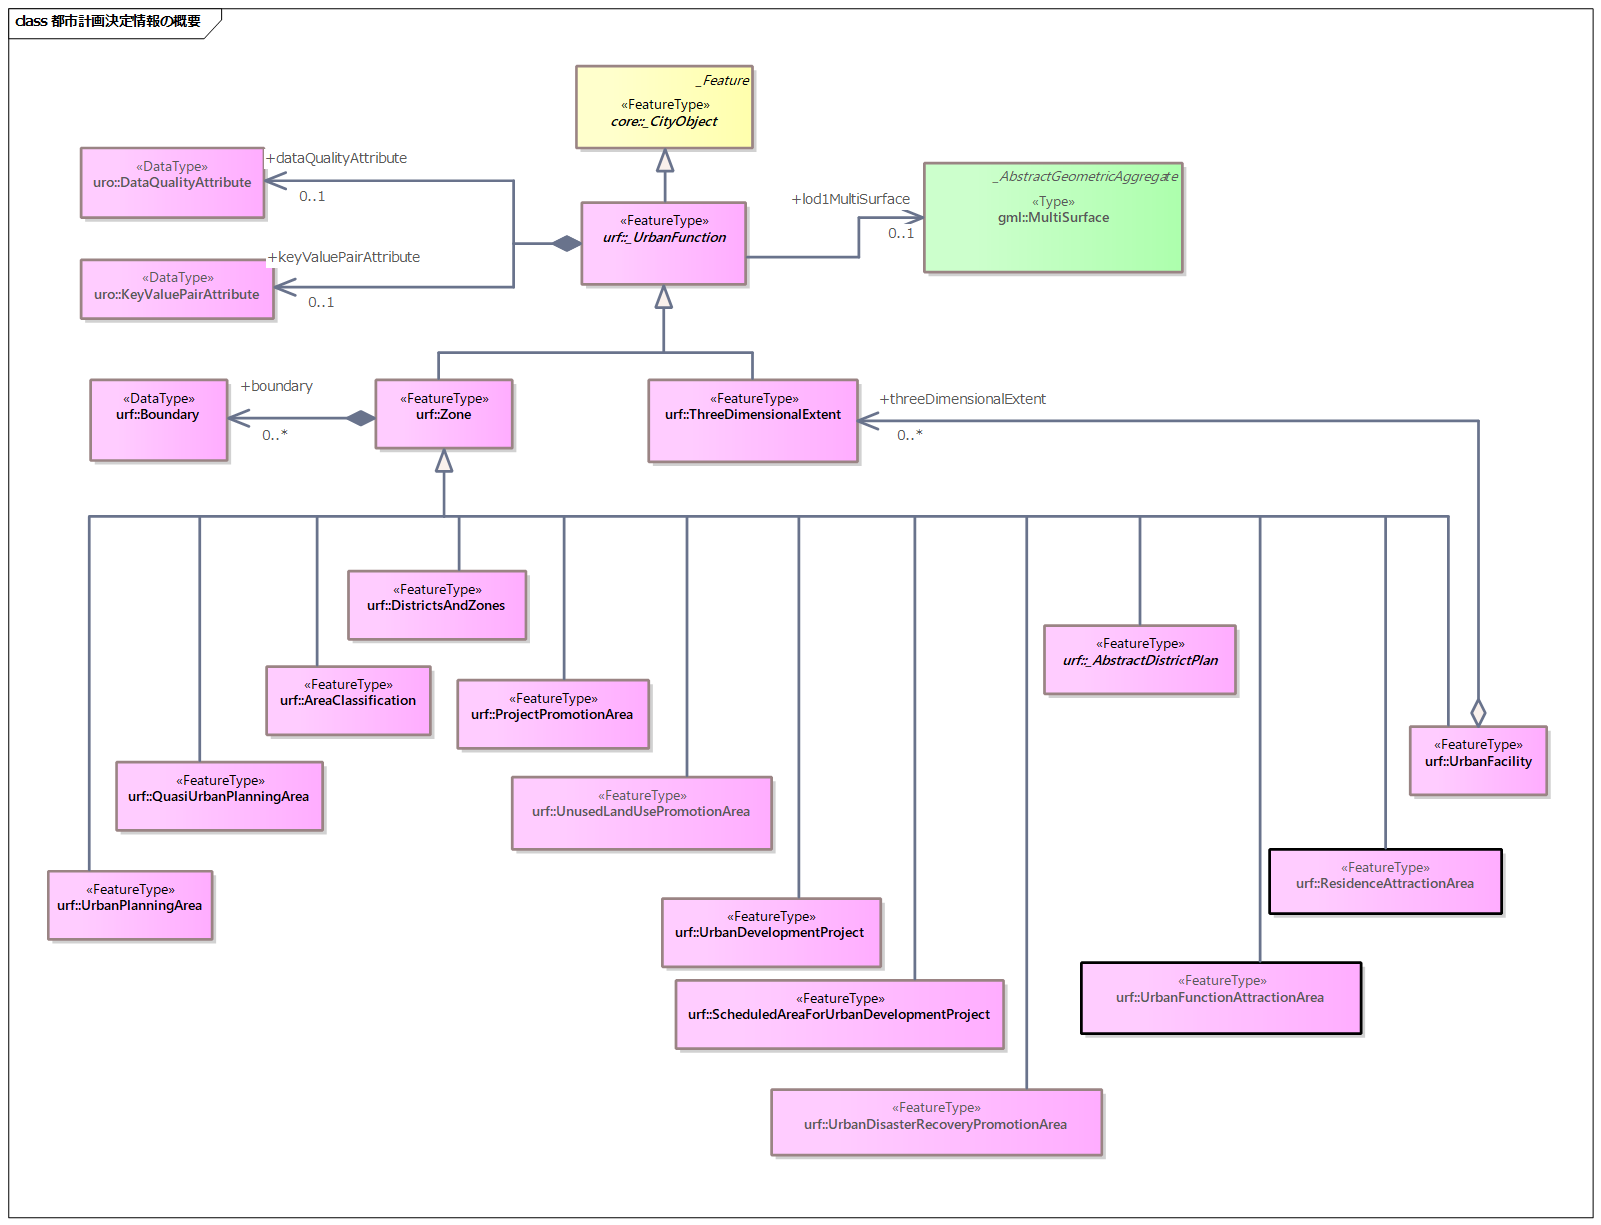 class 都市計画決定情報の概要
_Feature
«FeatureType»
core::_CityObject
«DataType»
uro::DataQualityAttribute
+dataQualityAttribute
0..1
+lod1MultiSurface
0..1
_AbstractGeometricAggregate
«Type»
gml::MultiSurface
«FeatureType»
urf::_UrbanFunction
+keyValuePairAttribute
0..1
«DataType»
uro::KeyValuePairAttribute
«DataType»
urf::Boundary
+boundary
0..*
«FeatureType»
urf::Zone
«FeatureType»
urf::ThreeDimensionalExtent
+threeDimensionalExtent
0..*
«FeatureType»
urf::DistrictsAndZones
«FeatureType»
urf::_AbstractDistrictPlan
«FeatureType»
urf::AreaClassification
«FeatureType»
urf::ProjectPromotionArea
«FeatureType»
urf::UrbanFacility
«FeatureType»
urf::QuasiUrbanPlanningArea
«FeatureType»
urf::UnusedLandUsePromotionArea
«FeatureType»
urf::ResidenceAttractionArea
«FeatureType»
urf::UrbanPlanningArea
«FeatureType»
urf::UrbanDevelopmentProject
«FeatureType»
urf::UrbanFunctionAttractionArea
«FeatureType»
urf::ScheduledAreaForUrbanDevelopmentProject
«FeatureType»
urf::UrbanDisasterRecoveryPromotionArea